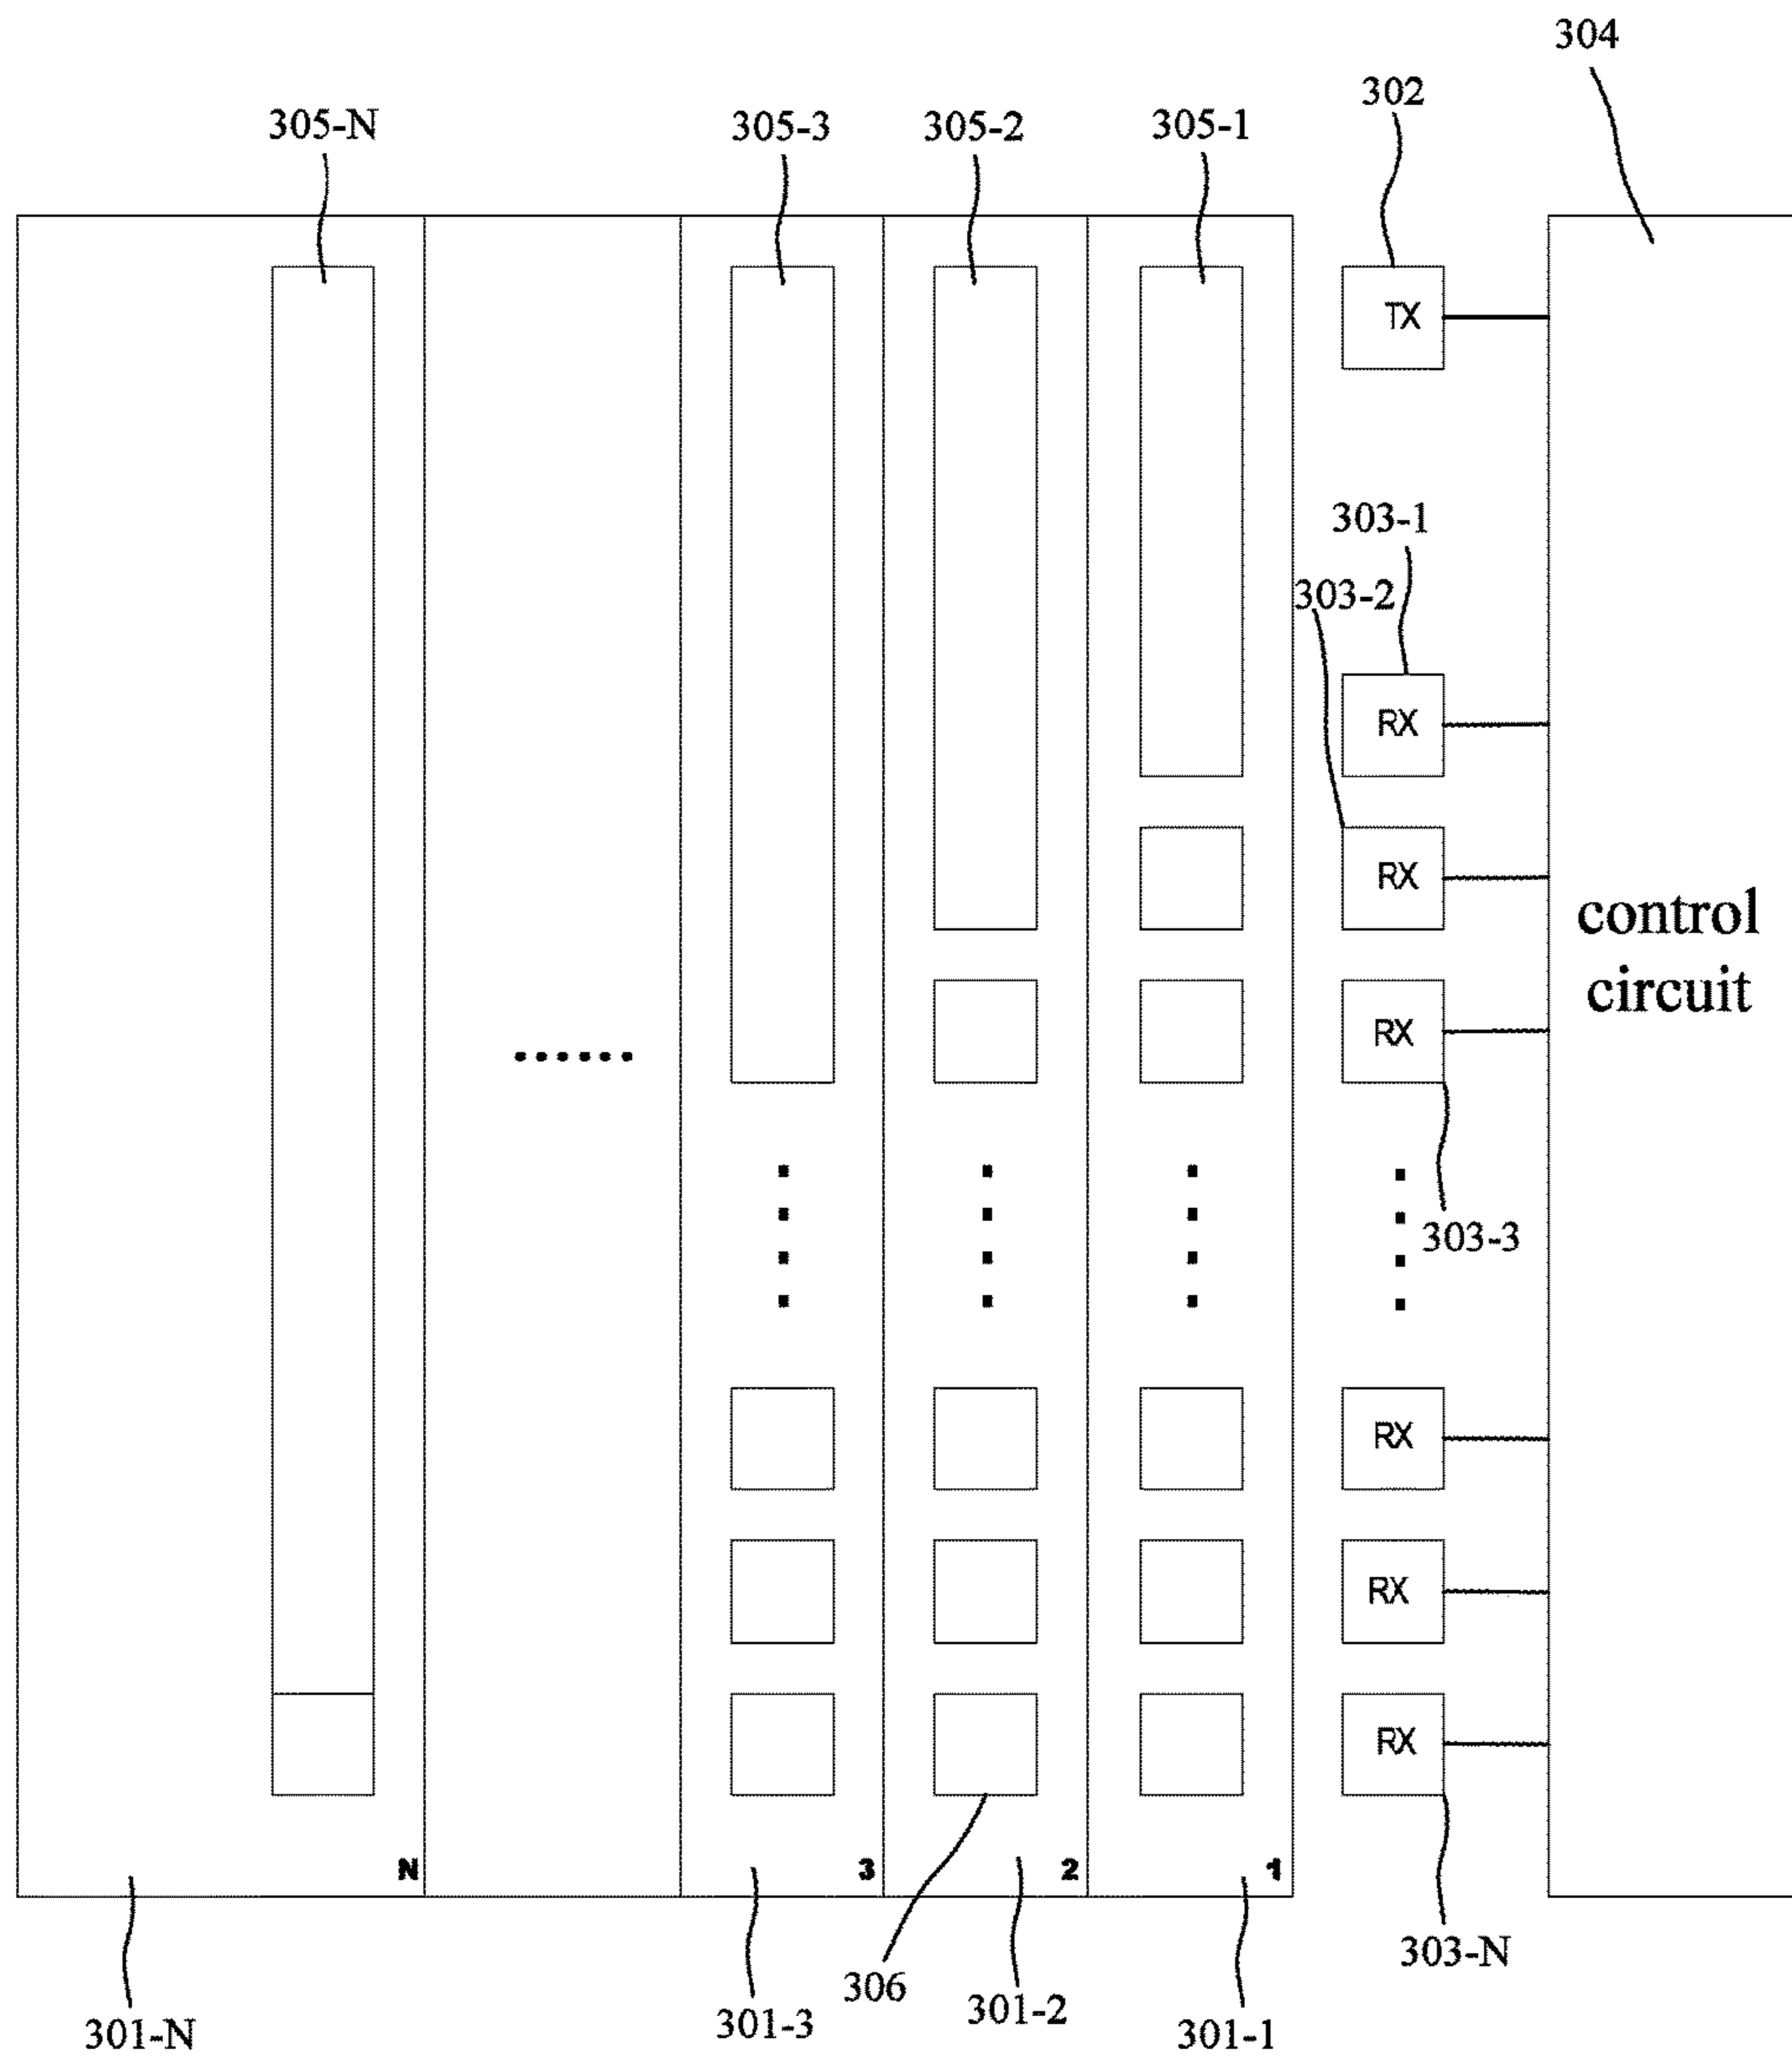 304
302
305-N
305-3
305-2
305-1
TX
303-1
303-2
RX
RX
control
circuit
RX
303-3
RX
RX
RX
N
3
2
1
303-N
306
301-2
301-3
301-1
301-N